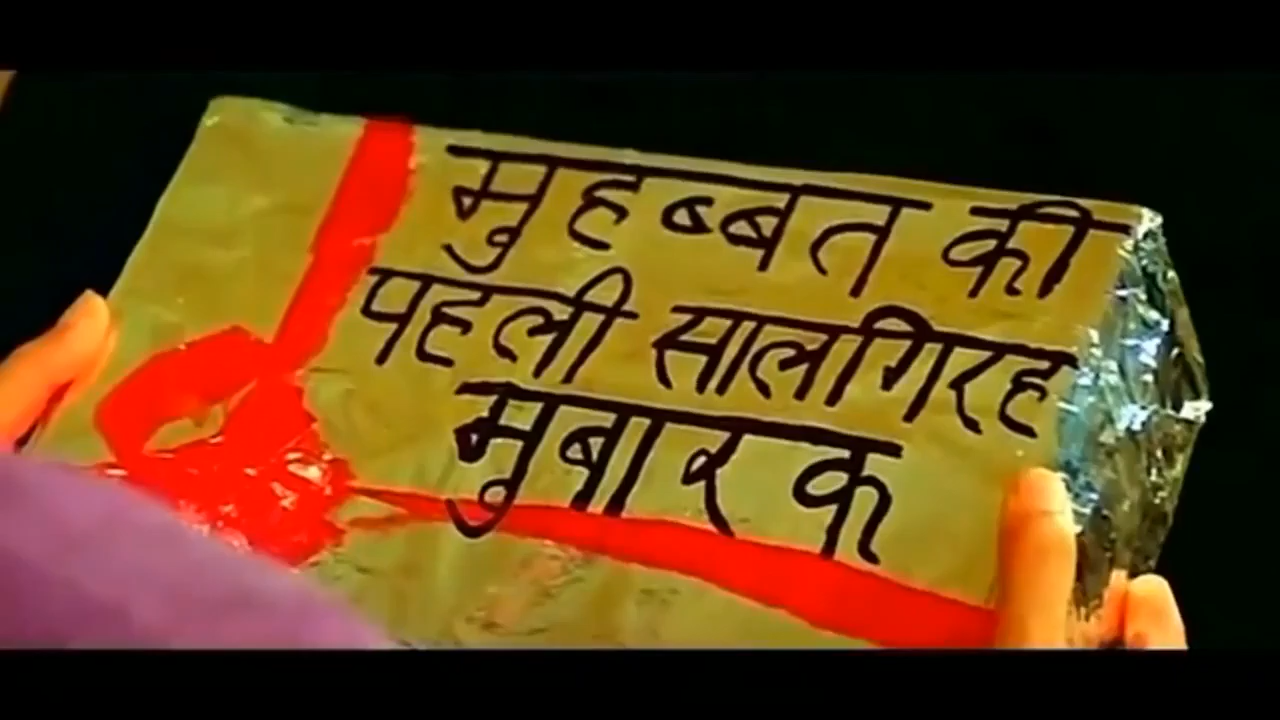 मुहब्बत की
पहली सालगिरह
मुबारक